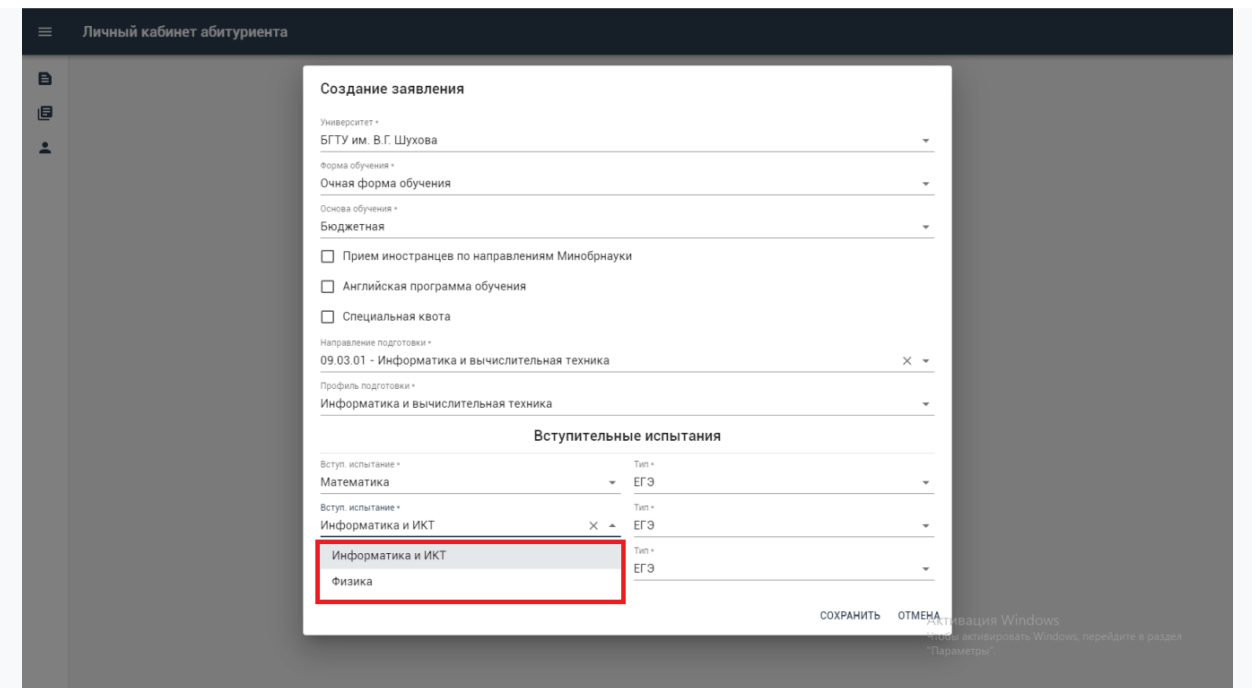 Личный кабинет абитуриента
Создание заявления
Университет *
БГТУ им. В.Г. Шухова
Форма обучения *
Очная форма обучения
Основа обучения *
Бюджетная
Прием иностранцев по направлениям Минобрнауки
Английская программа обучения
Специальная квота
Направление подготовки *
09.03.01 - Информатика и вычислительная техника
Профиль подготовки *
Информатика и вычислительная техника
Вступительные испытания
Вступ. испытание * Тип *
Математика ЕГЭ
Вступ. испытание * Тип *
Информатика и ИКТ ЕГЭ
Информатика и ИКТ Тип *
Физика ЕГЭ
СОХРАНИТЬ ОТМЕНА
Активация Windows
Чтобы активировать Windows, перейдите в раздел
"Параметры".